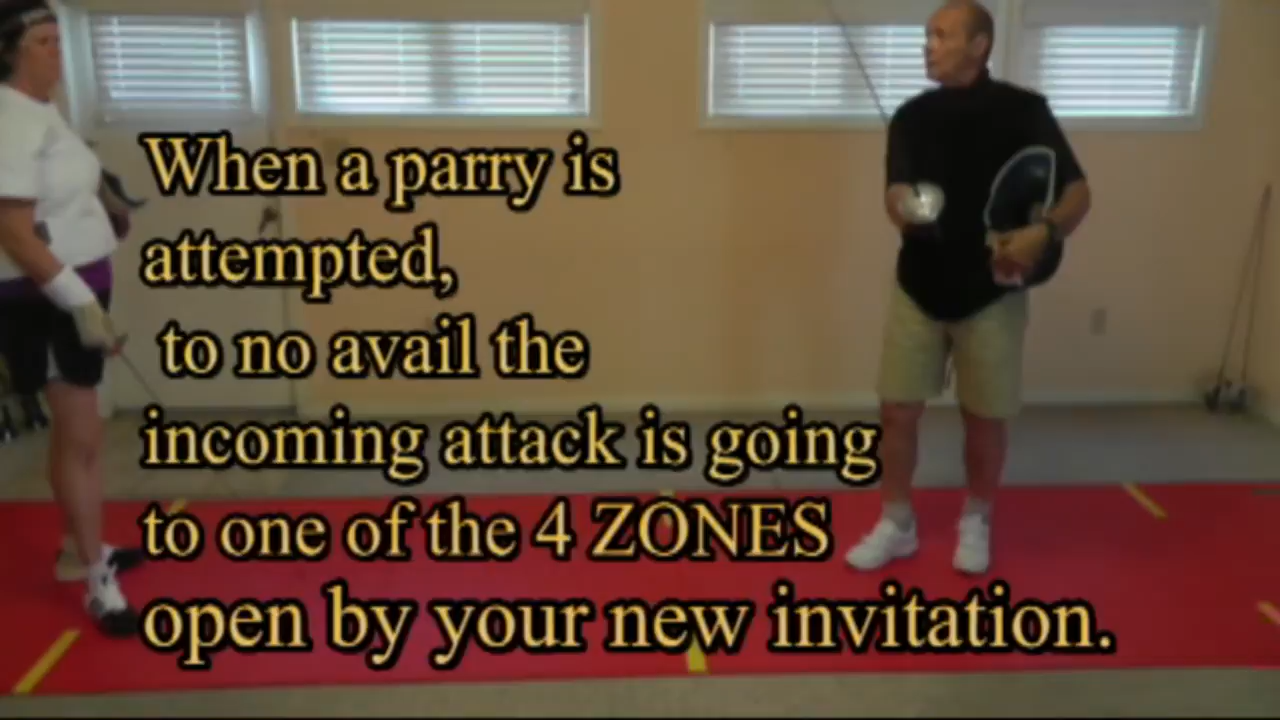 When a parry is
attempted,
to no avail the
incoming attack is going
to one of the 4 ZONES
open by your new invitation.